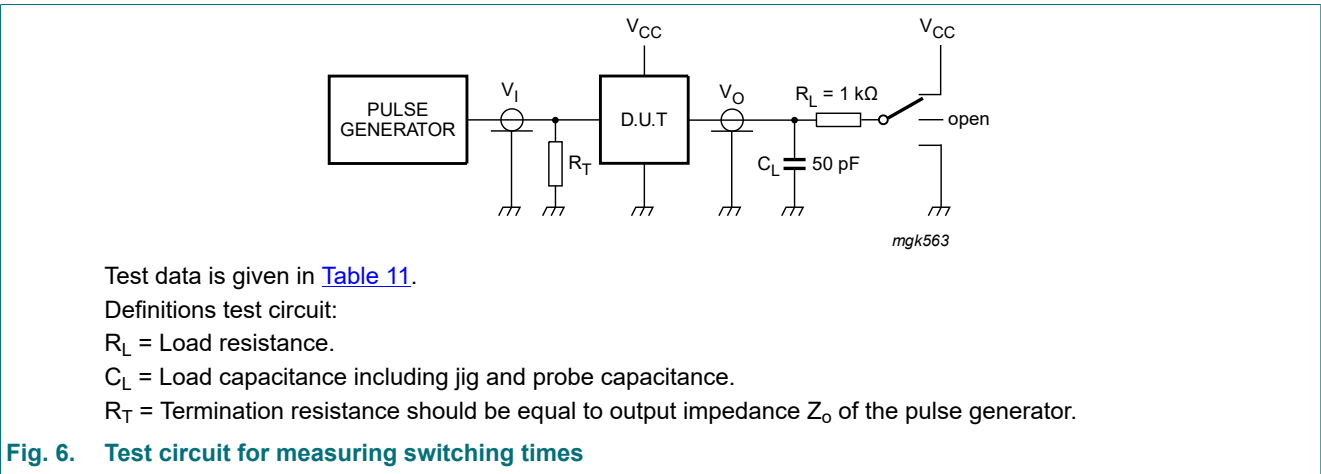 V_CC V_CC
PULSE GENERATOR
V_I
R_T
D.U.T
V_O
R_L = 1 kΩ
open
C_L 50 pF
mgk563
Test data is given in Table 11.
Definitions test circuit:
R_L = Load resistance.
C_L = Load capacitance including jig and probe capacitance.
R_T = Termination resistance should be equal to output impedance Z_o of the pulse generator.
Fig. 6. Test circuit for measuring switching times